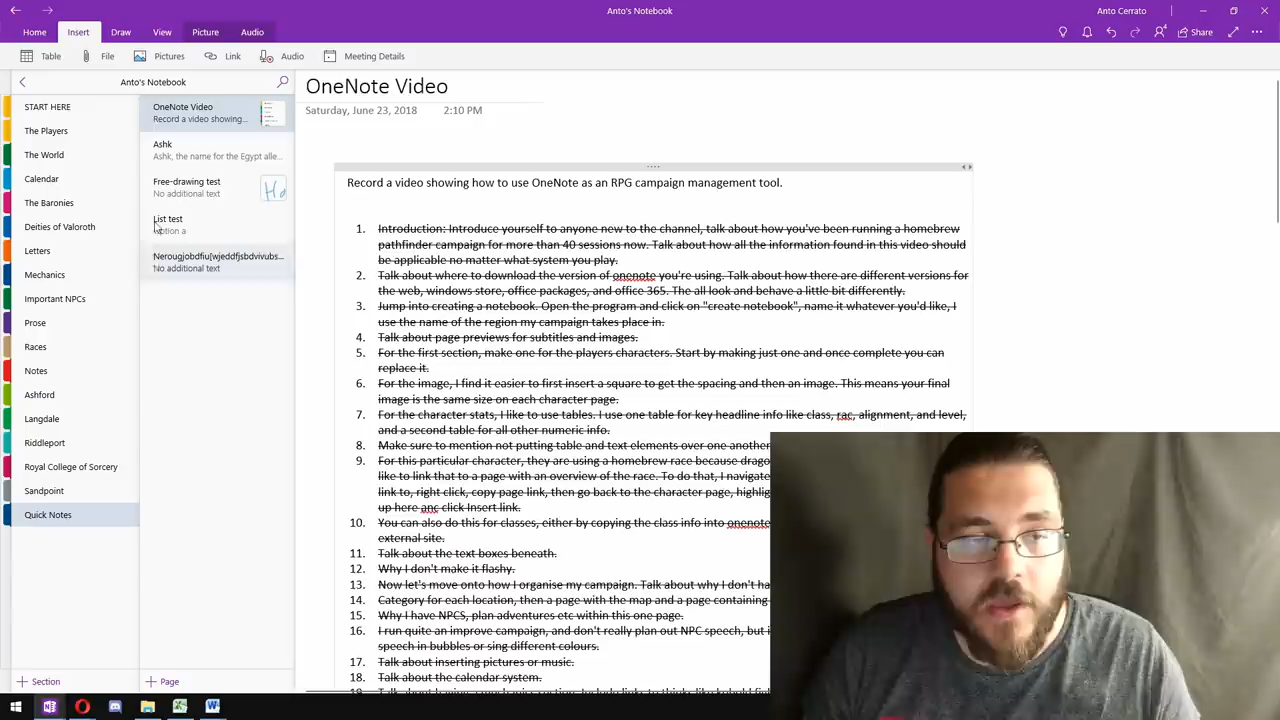 Anto's Notebook
Anto Cerrato
Home
Insert
Draw
View
Picture
Audio
Share
Table
File
Pictures
Link
Audio
Meeting Details
Anto's Notebook
START HERE
The Players
The World
Calendar
The Baronies
Deities of Valoroth
Letters
Mechanics
Important NPCs
Prose
Races
Notes
Ashford
Langdale
Riddleport
Royal College of Sorcery
Sandpoint
Quick Notes
Section
OneNote Video
Record a video showing...
Ashk
Ashk, the name for the Egypt alle...
Free-drawing test
No additional text
List test
Option a
Nerougjobdfiu[wjeddfjsbdvivubs...
No additional text
Page
OneNote Video
Saturday, June 23, 2018 2:10 PM
Record a video showing how to use OneNote as an RPG campaign management tool.
1. Introduction: Introduce yourself to anyone new to the channel, talk about how you've been running a homebrew
pathfinder campaign for more than 40 sessions now. Talk about how all the information found in this video should
be applicable no matter what system you play.
2. Talk about where to download the version of onenote you're using. Talk about how there are different versions for
the web, windows store, office packages, and office 365. The all look and behave a little bit differently.
3. Jump into creating a notebook. Open the program and click on "create notebook", name it whatever you'd like, I
use the name of the region my campaign takes place in.
4. Talk about page previews for subtitles and images.
5. For the first section, make one for the players characters. Start by making just one and once complete you can
replace it.
6. For the image, I find it easier to first insert a square to get the spacing and then an image. This means your final
image is the same size on each character page.
7. For the character stats, I like to use tables. I use one table for key headline info like class, rac, alignment, and level,
and a second table for all other numeric info.
8. Make sure to mention not putting table and text elements over one another
9. For this particular character, they are using a homebrew race because drago
like to link that to a page with an overview of the race. To do that, I navigate
link to, right click, copy page link, then go back to the character page, highlig
up here anc click Insert link.
10. You can also do this for classes, either by copying the class info into onenote
external site.
11. Talk about the text boxes beneath.
12. Why I don't make it flashy.
13. Now let's move onto how I organise my campaign. Talk about why I don't ha
14. Category for each location, then a page with the map and a page containing
15. Why I have NPCS, plan adventures etc within this one page.
16. I run quite an improve campaign, and don't really plan out NPC speech, but i
speech in bubbles or sing different colours.
17. Talk about inserting pictures or music.
18. Talk about the calendar system.